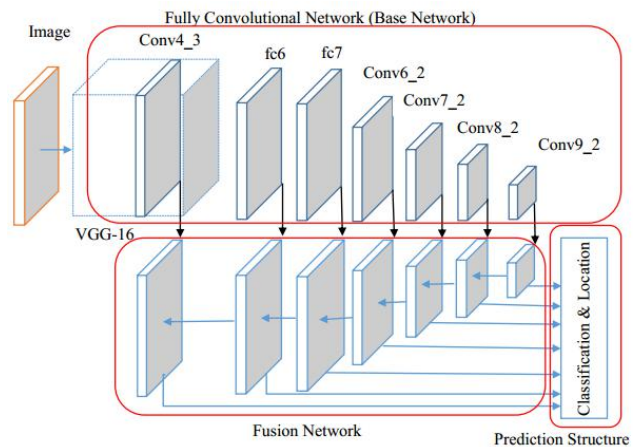 Fully Convolutional Network (Base Network)
Image
Conv4_3
fc6
fc7
Conv6_2
Conv7_2
Conv8_2
Conv9_2
VGG-16
Classification & Location
Fusion Network
Prediction Structure